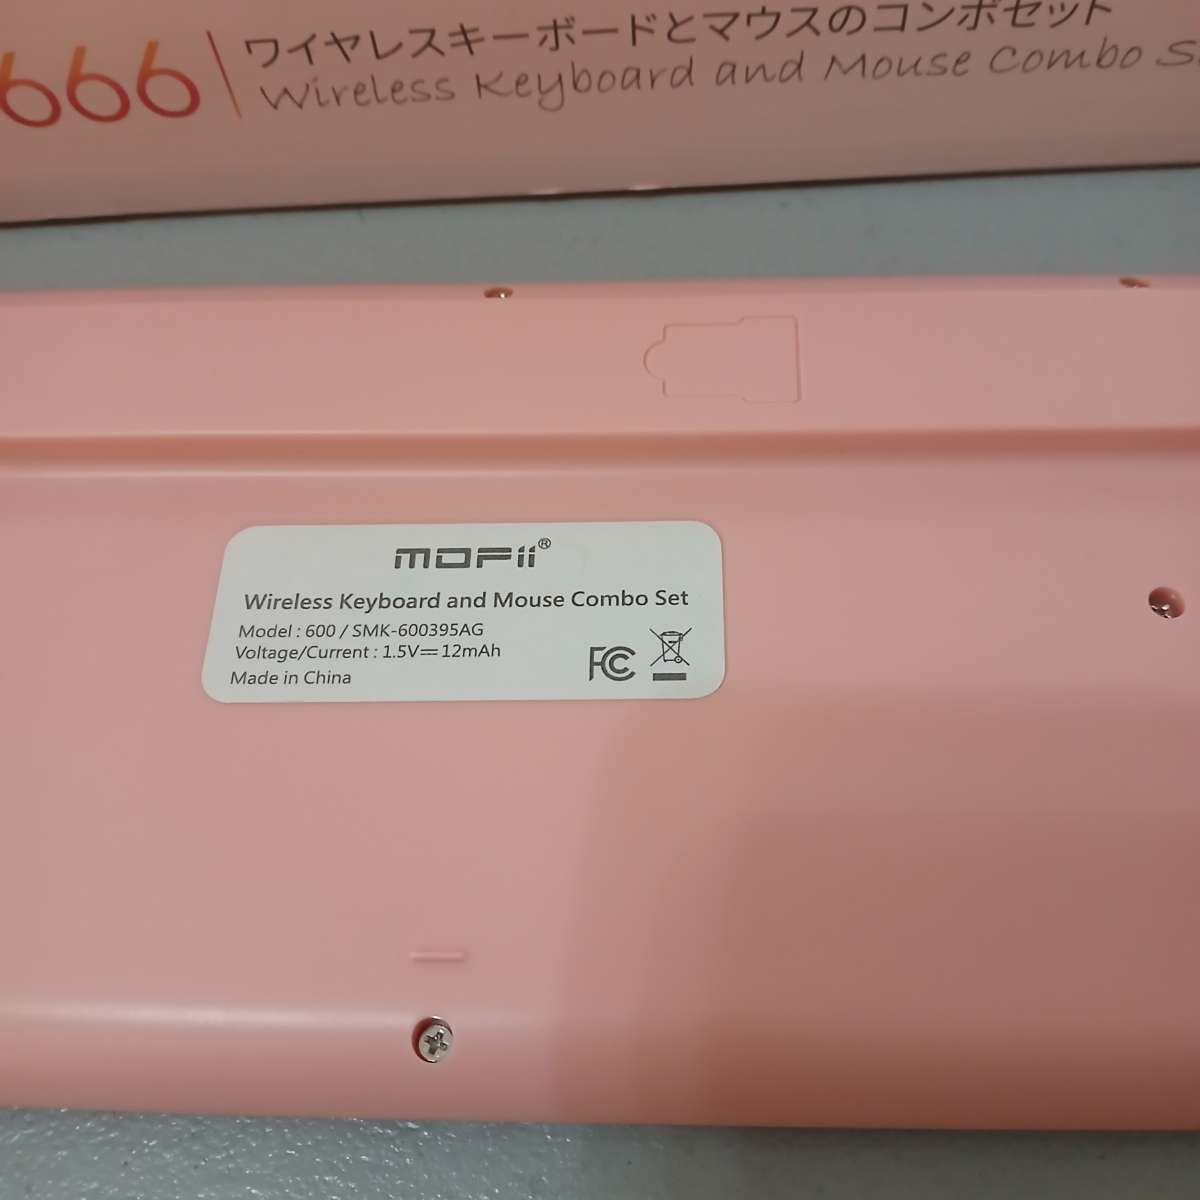 666
ワイヤレスキーボードとマウスのコンボセット
Wireless Keyboard and Mouse Combo
MOFii®
Wireless Keyboard and Mouse Combo Set
Model : 600 / SMK-600395AG
Voltage/Current : 1.5V⎓12mAh
Made in China
FC